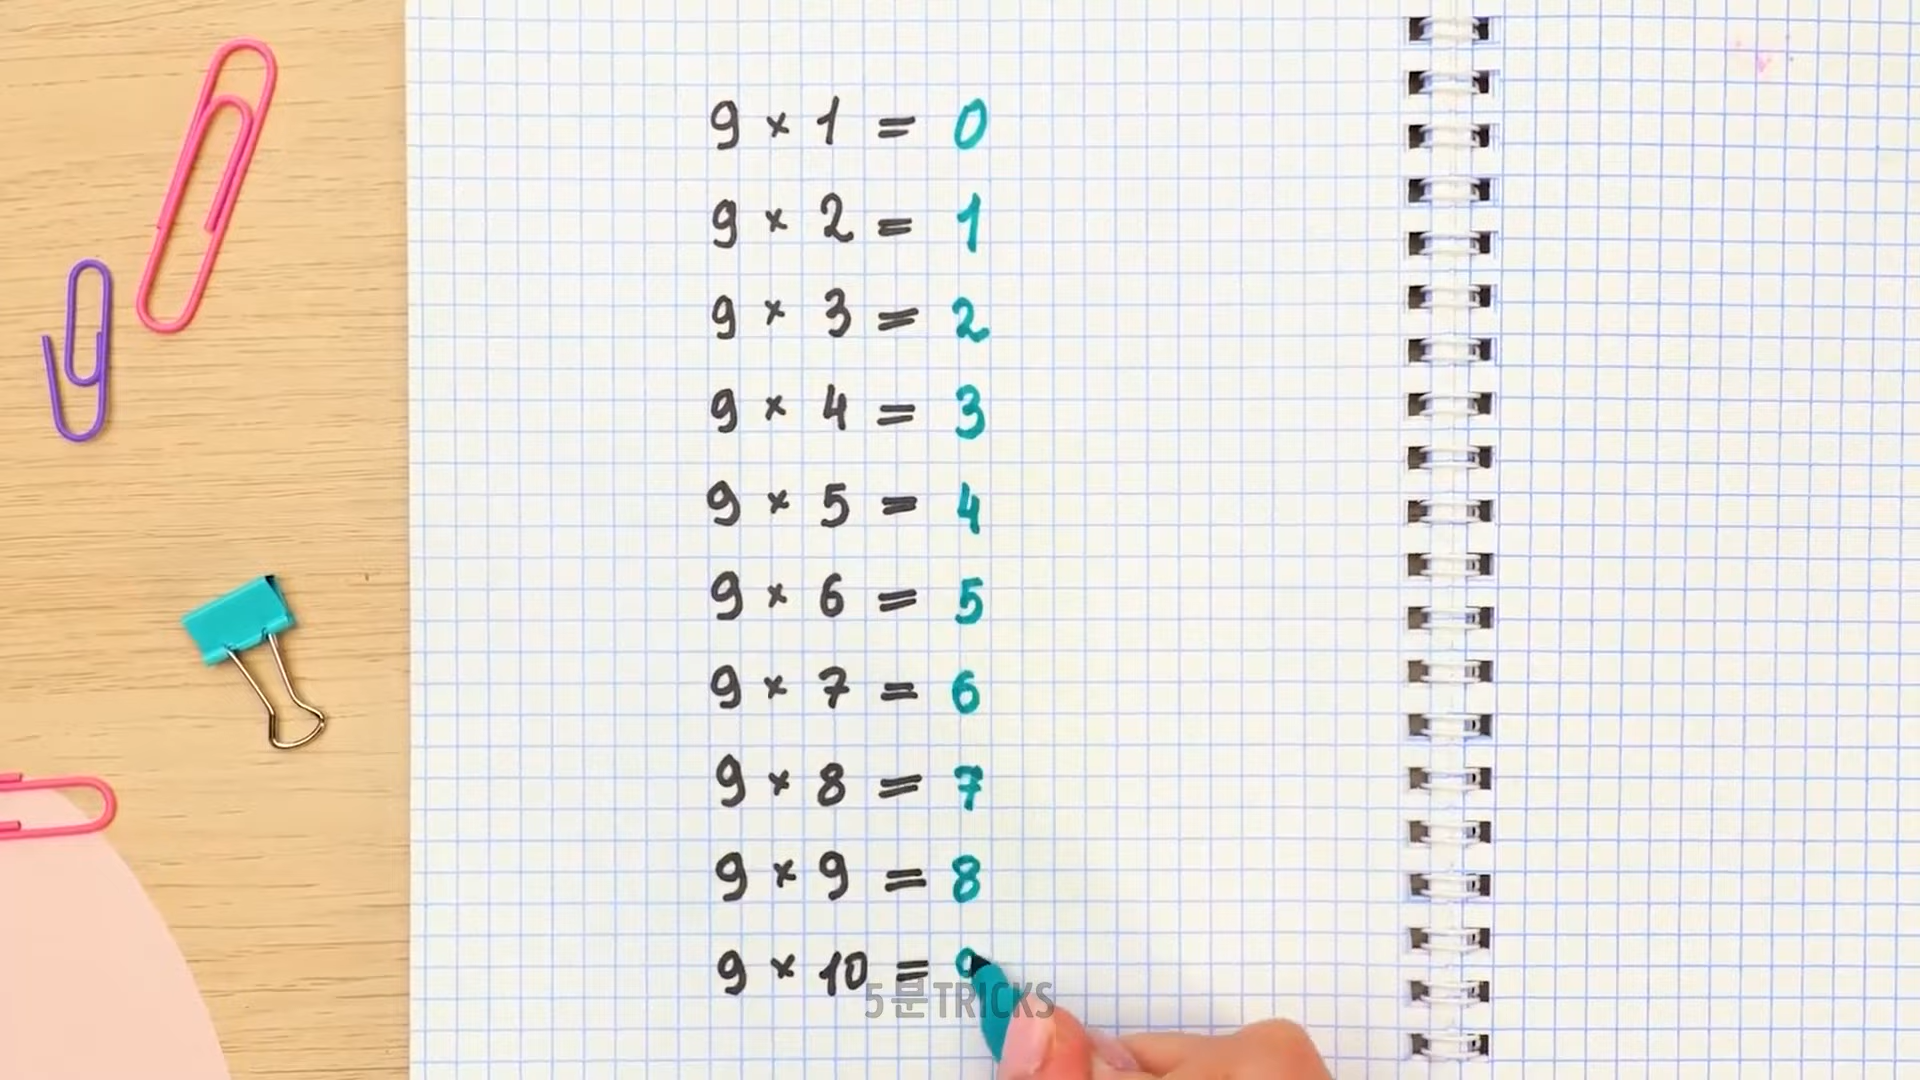 9 × 1 = 0
9 × 2 = 1
9 × 3 = 2
9 × 4 = 3
9 × 5 = 4
9 × 6 = 5
9 × 7 = 6
9 × 8 = 7
9 × 9 = 8
9 × 10 = 9
5분TRICKS